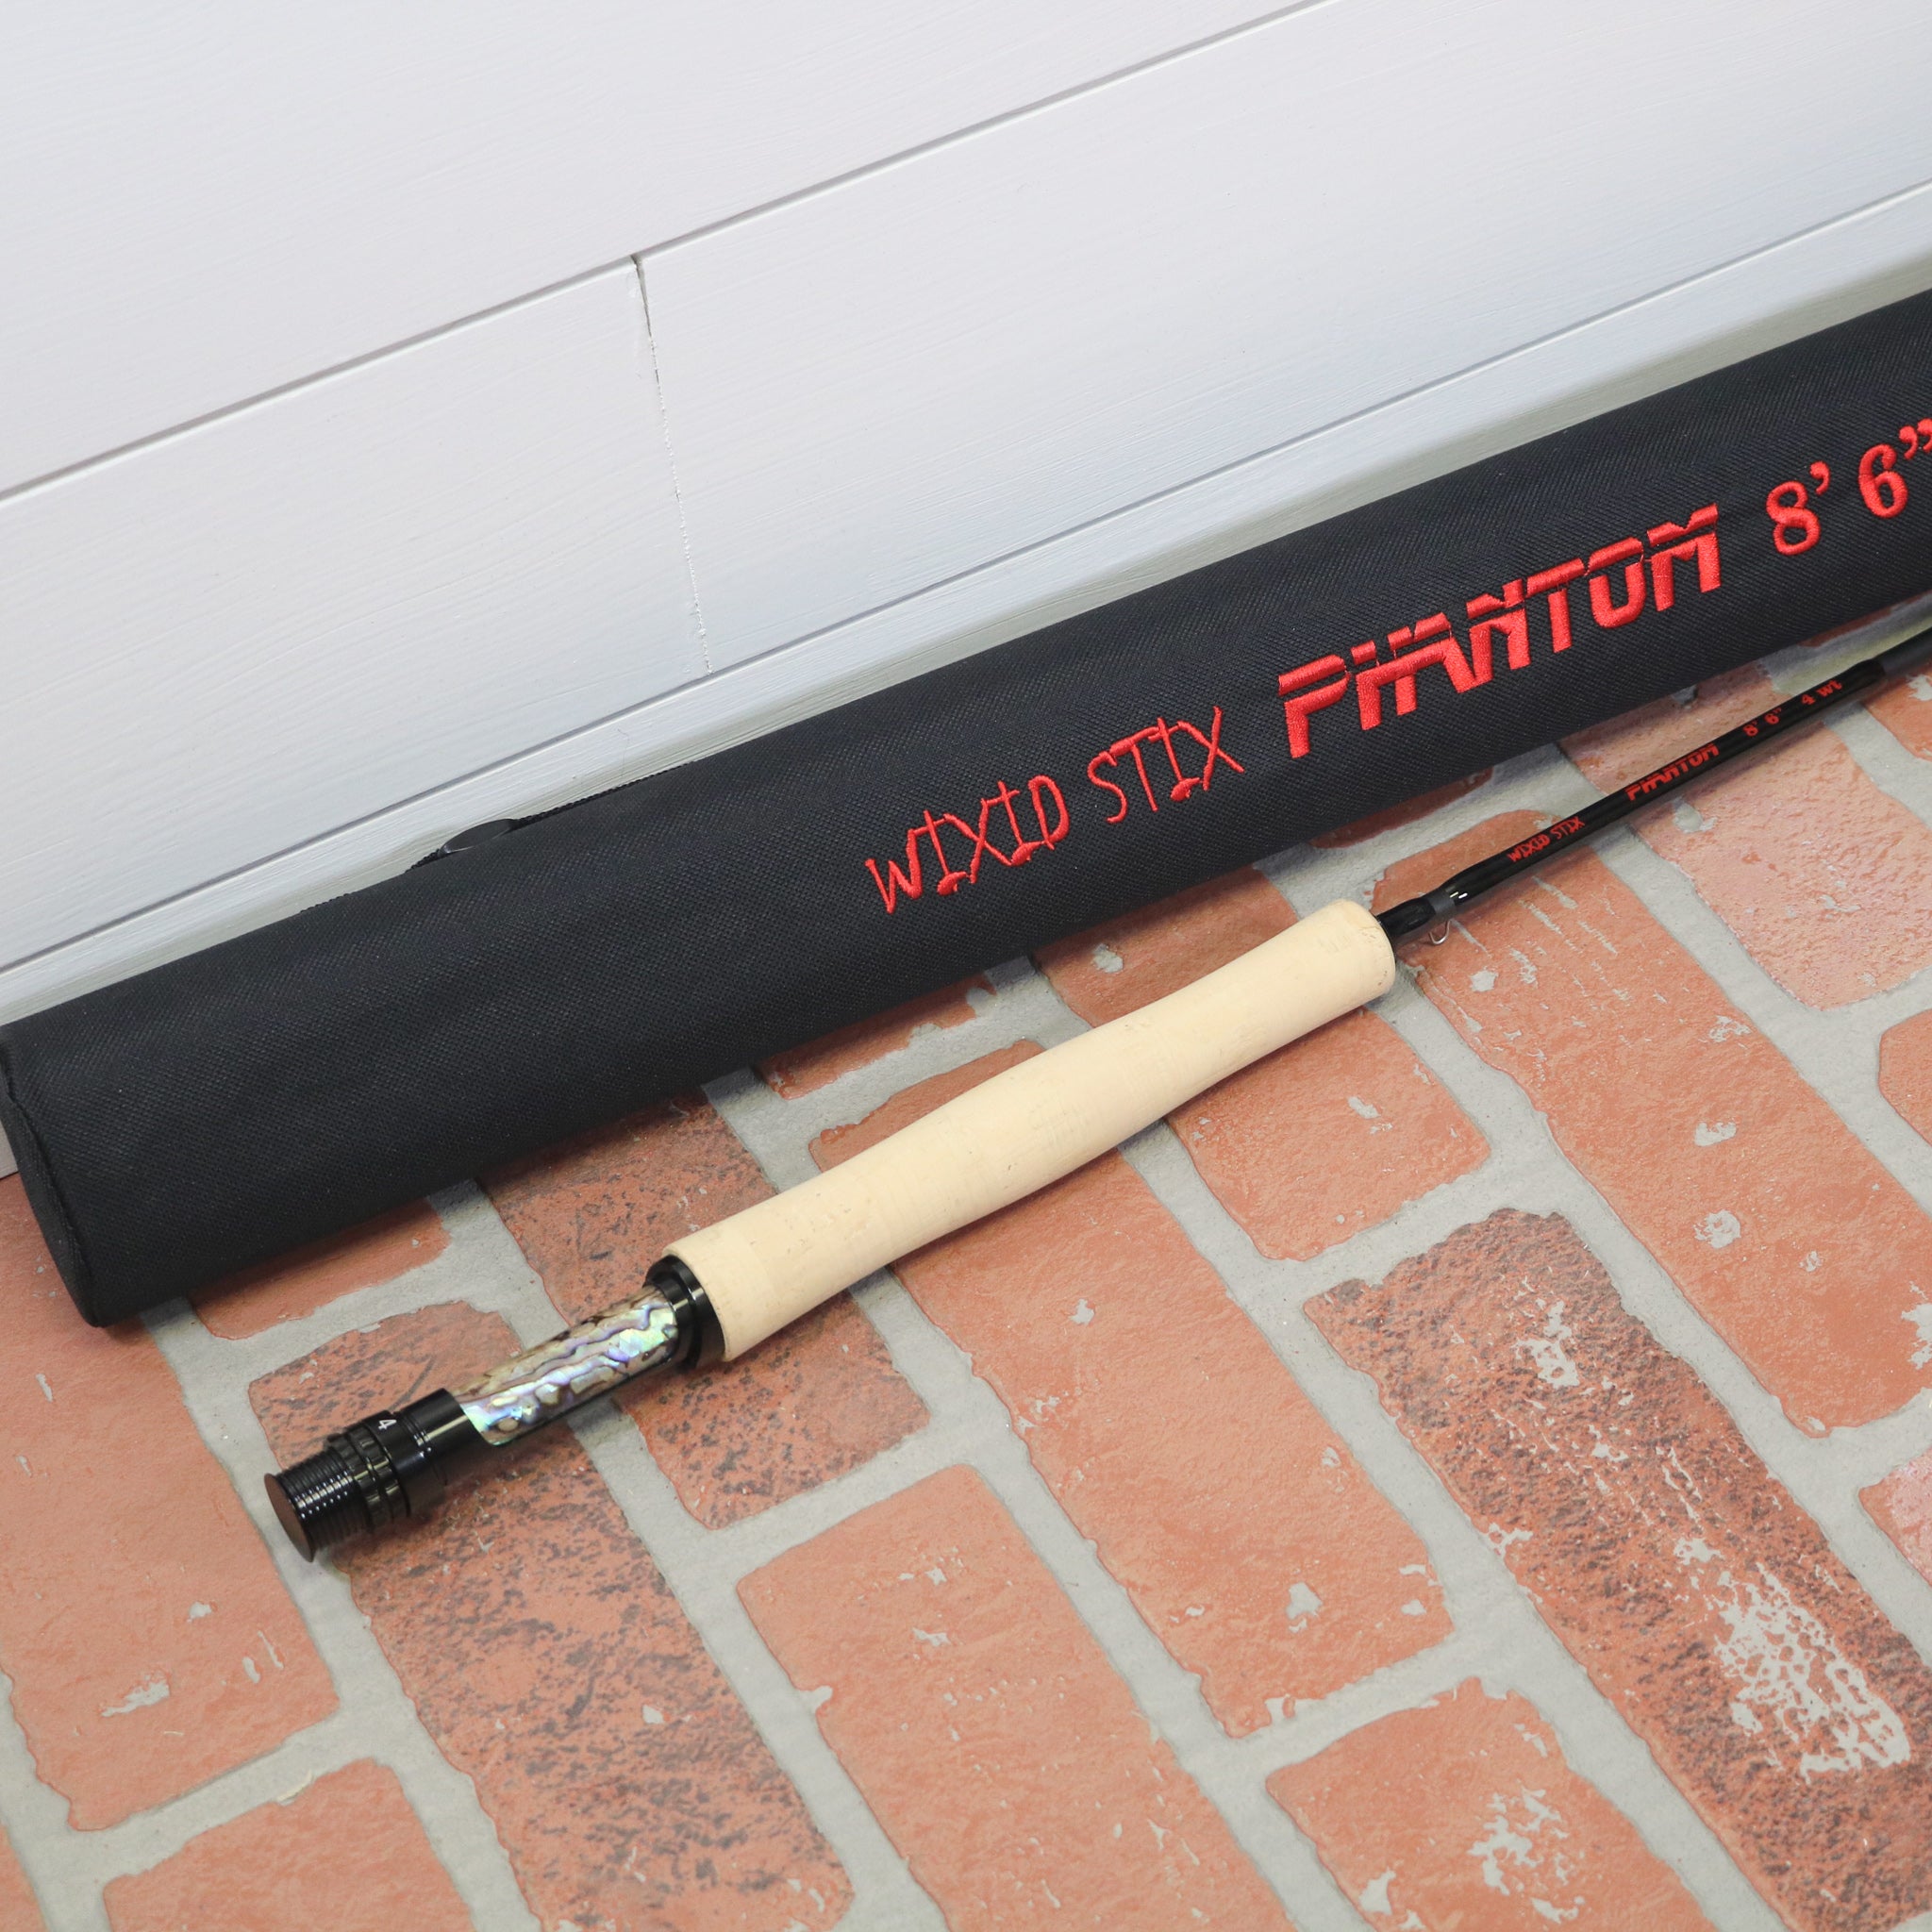 WIXID STIX PHANTOM 8’ 6”
WIXID STIX PHANTOM 8' 6" 4 wt
4